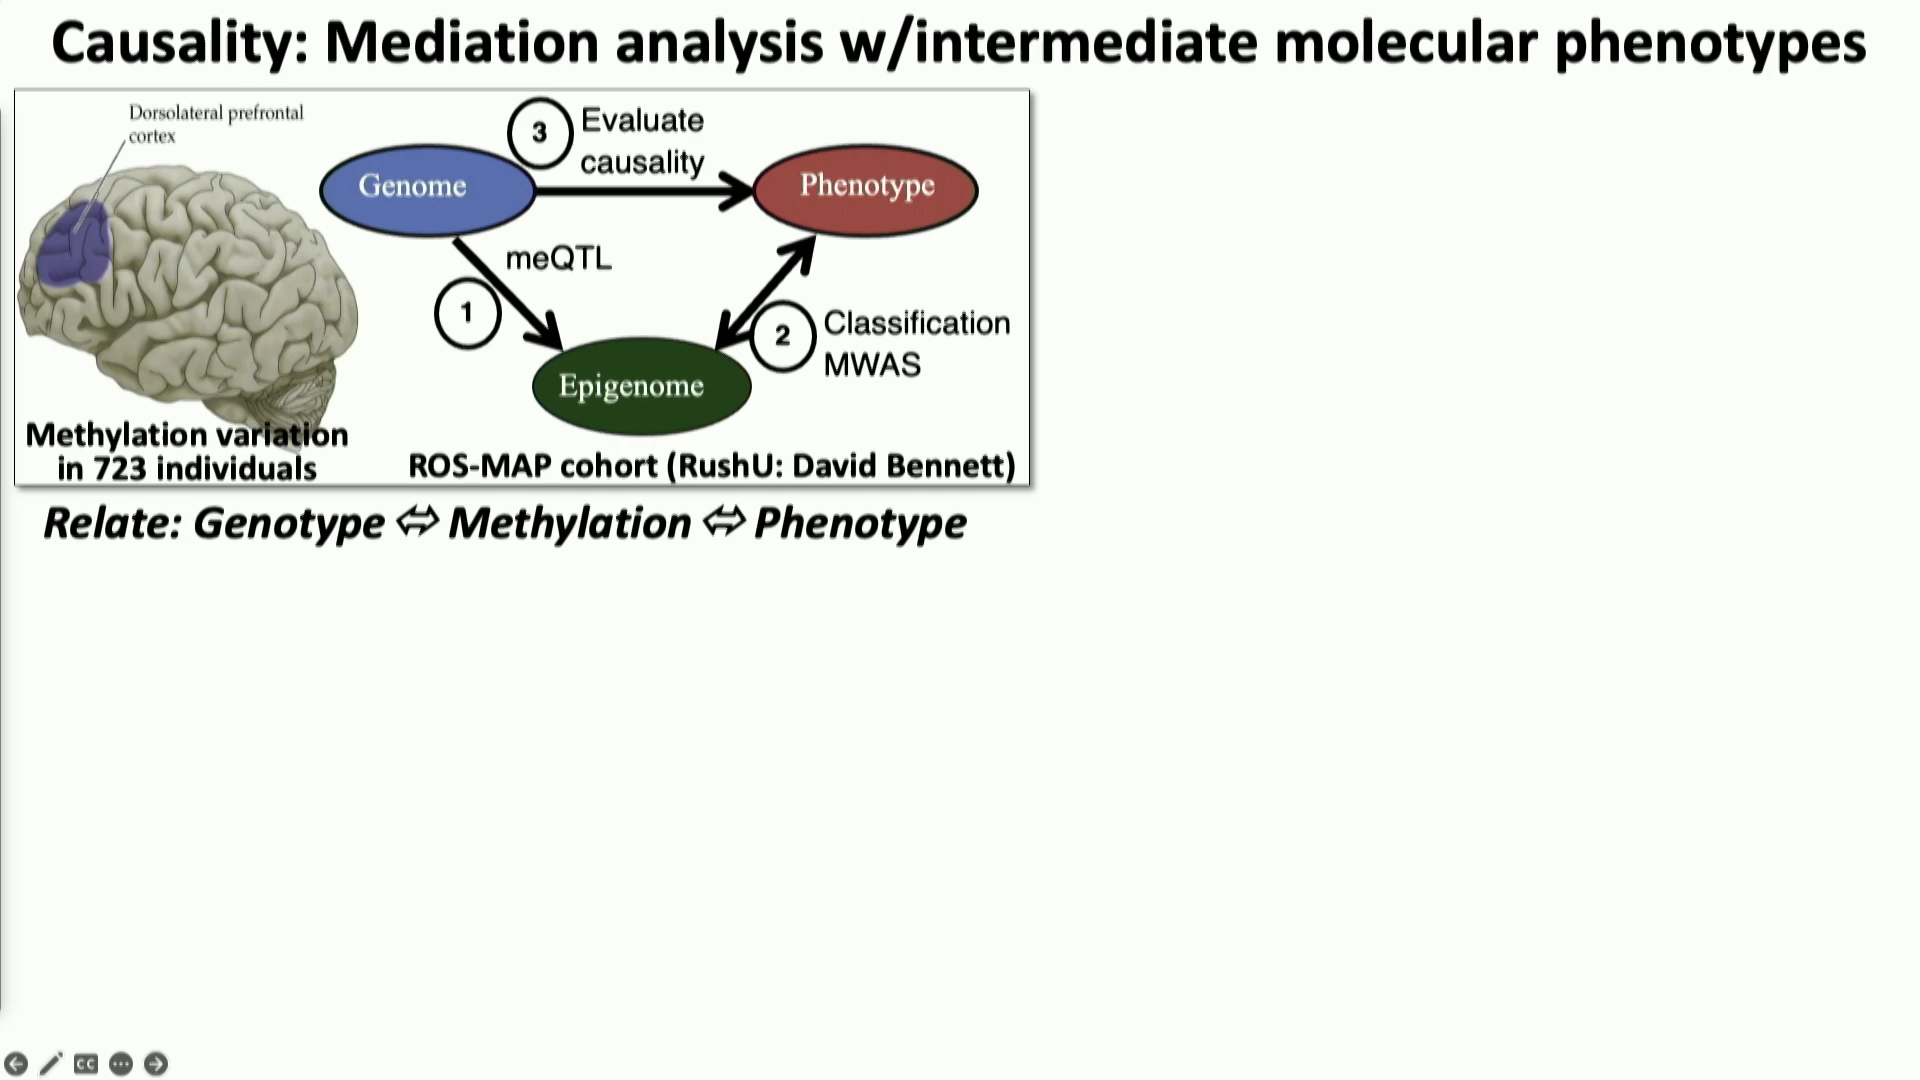 Causality: Mediation analysis w/intermediate molecular phenotypes
Dorsolateral prefrontal
cortex
3
Evaluate
causality
Genome
Phenotype
meQTL
1
2
Classification
MWAS
Epigenome
Methylation variation
in 723 individuals
ROS-MAP cohort (RushU: David Bennett)
Relate: Genotype ⬄ Methylation ⬄ Phenotype
CC